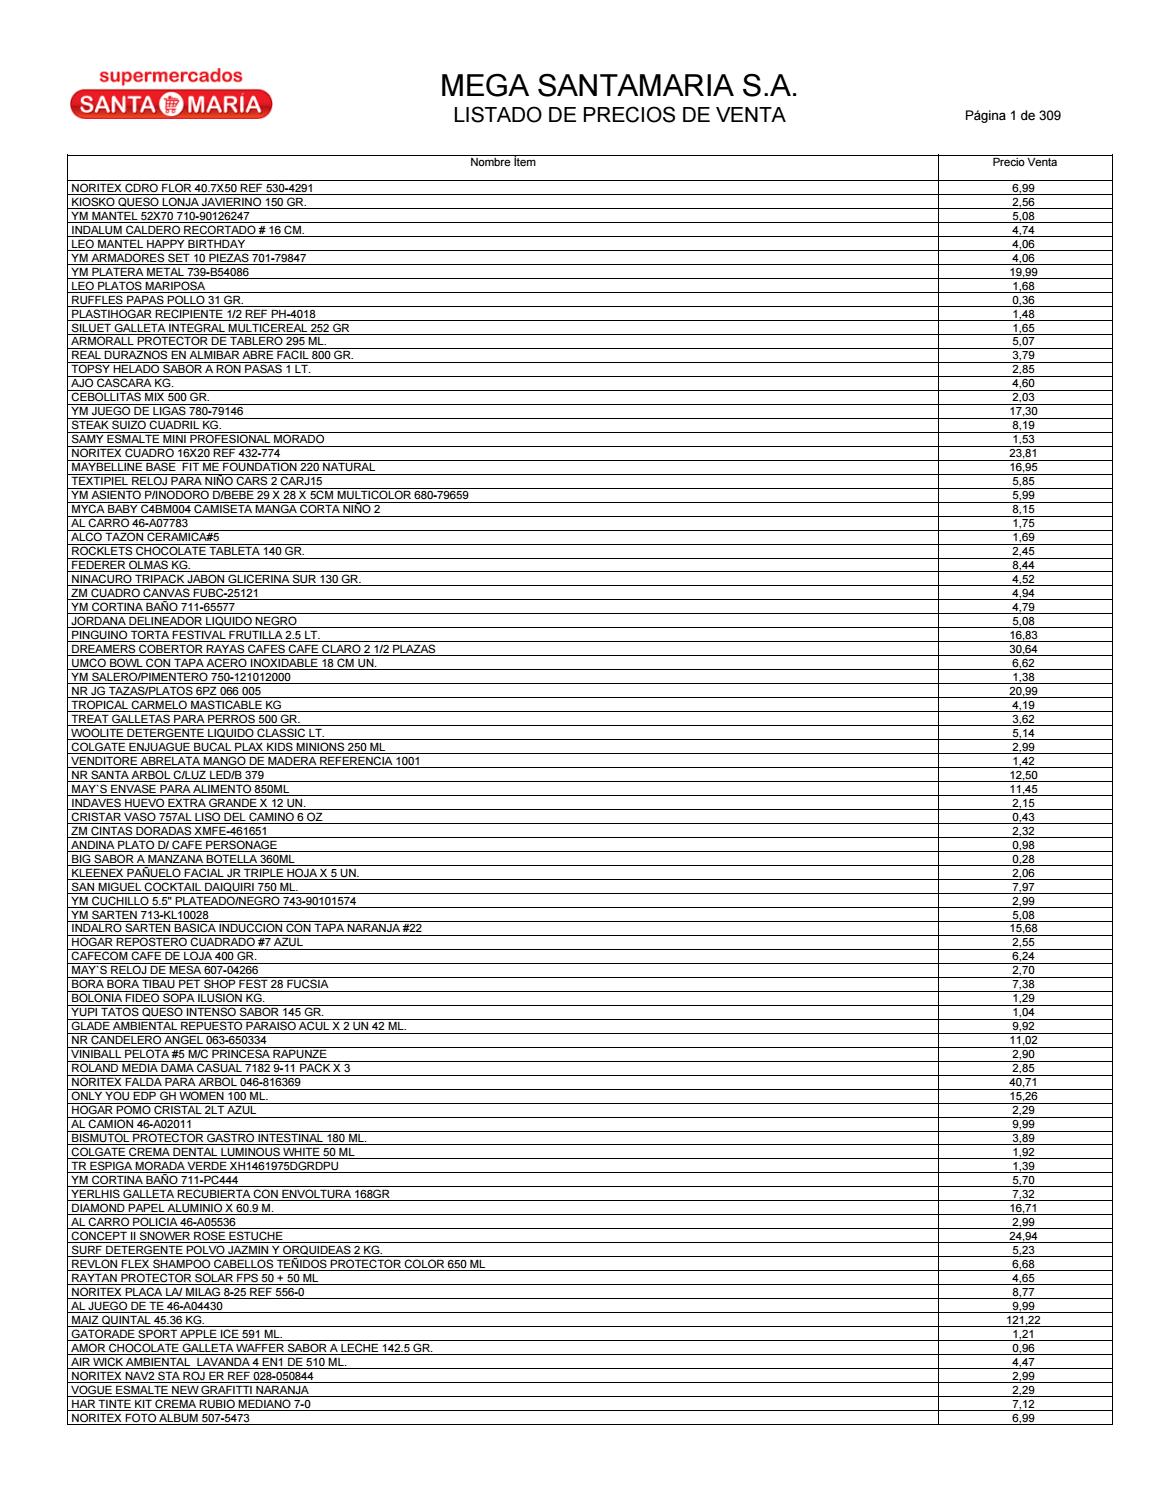 supermercados
SANTA MARÍA
MEGA SANTAMARIA S.A.
LISTADO DE PRECIOS DE VENTA
Página 1 de 309
Nombre Ítem Precio Venta
NORITEX CDRO FLOR 40.7X50 REF 530-4291 6,99
KIOSKO QUESO LONJA JAVIERINO 150 GR. 2,56
YM MANTEL 52X70 710-90126247 5,08
INDALUM CALDERO RECORTADO # 16 CM. 4,74
LEO MANTEL HAPPY BIRTHDAY 4,06
YM ARMADORES SET 10 PIEZAS 701-79847 4,06
YM PLATERA METAL 739-B54086 19,99
LEO PLATOS MARIPOSA 1,68
RUFFLES PAPAS POLLO 31 GR. 0,36
PLASTIHOGAR RECIPIENTE 1/2 REF PH-4018 1,48
SILUET GALLETA INTEGRAL MULTICEREAL 252 GR 1,65
ARMORALL PROTECTOR DE TABLERO 295 ML. 5,07
REAL DURAZNOS EN ALMIBAR ABRE FACIL 800 GR. 3,79
TOPSY HELADO SABOR A RON PASAS 1 LT. 2,85
AJO CASCARA KG. 4,60
CEBOLLITAS MIX 500 GR. 2,03
YM JUEGO DE LIGAS 780-79146 17,30
STEAK SUIZO CUADRIL KG. 8,19
SAMY ESMALTE MINI PROFESIONAL MORADO 1,53
NORITEX CUADRO 16X20 REF 432-774 23,81
MAYBELLINE BASE  FIT ME FOUNDATION 220 NATURAL 16,95
TEXTIPIEL RELOJ PARA NIÑO CARS 2 CARJ15 5,85
YM ASIENTO P/INODORO D/BEBE 29 X 28 X 5CM MULTICOLOR 680-79659 5,99
MYCA BABY C4BM004 CAMISETA MANGA CORTA NIÑO 2 8,15
AL CARRO 46-A07783 1,75
ALCO TAZON CERAMICA#5 1,69
ROCKLETS CHOCOLATE TABLETA 140 GR. 2,45
FEDERER OLMAS KG. 8,44
NINACURO TRIPACK JABON GLICERINA SUR 130 GR. 4,52
ZM CUADRO CANVAS FUBC-25121 4,94
YM CORTINA BAÑO 711-65577 4,79
JORDANA DELINEADOR LIQUIDO NEGRO 5,08
PINGUINO TORTA FESTIVAL FRUTILLA 2.5 LT. 16,83
DREAMERS COBERTOR RAYAS CAFES CAFE CLARO 2 1/2 PLAZAS 30,64
UMCO BOWL CON TAPA ACERO INOXIDABLE 18 CM UN. 6,62
YM SALERO/PIMENTERO 750-121012000 1,38
NR JG TAZAS/PLATOS 6PZ 066 005 20,99
TROPICAL CARMELO MASTICABLE KG 4,19
TREAT GALLETAS PARA PERROS 500 GR. 3,62
WOOLITE DETERGENTE LIQUIDO CLASSIC LT. 5,14
COLGATE ENJUAGUE BUCAL PLAX KIDS MINIONS 250 ML 2,99
VENDITORE ABRELATA MANGO DE MADERA REFERENCIA 1001 1,42
NR SANTA ARBOL C/LUZ LED/B 379 12,50
MAY`S ENVASE PARA ALIMENTO 850ML 11,45
INDAVES HUEVO EXTRA GRANDE X 12 UN. 2,15
CRISTAR VASO 757AL LISO DEL CAMINO 6 OZ 0,43
ZM CINTAS DORADAS XMFE-461651 2,32
ANDINA PLATO D/ CAFE PERSONAGE 0,98
BIG SABOR A MANZANA BOTELLA 360ML 0,28
KLEENEX PAÑUELO FACIAL JR TRIPLE HOJA X 5 UN. 2,06
SAN MIGUEL COCKTAIL DAIQUIRI 750 ML. 7,97
YM CUCHILLO 5.5" PLATEADO/NEGRO 743-90101574 2,99
YM SARTEN 713-KL10028 5,08
INDALRO SARTEN BASICA INDUCCION CON TAPA NARANJA #22 15,68
HOGAR REPOSTERO CUADRADO #7 AZUL 2,55
CAFECOM CAFE DE LOJA 400 GR. 6,24
MAY`S RELOJ DE MESA 607-04266 2,70
BORA BORA TIBAU PET SHOP FEST 28 FUCSIA 7,38
BOLONIA FIDEO SOPA ILUSION KG. 1,29
YUPI TATOS QUESO INTENSO SABOR 145 GR. 1,04
GLADE AMBIENTAL REPUESTO PARAISO ACUL X 2 UN 42 ML. 9,92
NR CANDELERO ANGEL 063-650334 11,02
VINIBALL PELOTA #5 M/C PRINCESA RAPUNZE 2,90
ROLAND MEDIA DAMA CASUAL 7182 9-11 PACK X 3 2,85
NORITEX FALDA PARA ARBOL 046-816369 40,71
ONLY YOU EDP GH WOMEN 100 ML. 15,26
HOGAR POMO CRISTAL 2LT AZUL 2,29
AL CAMION 46-A02011 9,99
BISMUTOL PROTECTOR GASTRO INTESTINAL 180 ML. 3,89
COLGATE CREMA DENTAL LUMINOUS WHITE 50 ML 1,92
TR ESPIGA MORADA VERDE XH1461975DGRDPU 1,39
YM CORTINA BAÑO 711-PC444 5,70
YERLHIS GALLETA RECUBIERTA CON ENVOLTURA 168GR 7,32
DIAMOND PAPEL ALUMINIO X 60.9 M. 16,71
AL CARRO POLICIA 46-A05536 2,99
CONCEPT II SNOWER ROSE ESTUCHE 24,94
SURF DETERGENTE POLVO JAZMIN Y ORQUIDEAS 2 KG. 5,23
REVLON FLEX SHAMPOO CABELLOS TEÑIDOS PROTECTOR COLOR 650 ML 6,68
RAYTAN PROTECTOR SOLAR FPS 50 + 50 ML 4,65
NORITEX PLACA LA/ MILAG 8-25 REF 556-0 8,77
AL JUEGO DE TE 46-A04430 9,99
MAIZ QUINTAL 45.36 KG. 121,22
GATORADE SPORT APPLE ICE 591 ML. 1,21
AMOR CHOCOLATE GALLETA WAFFER SABOR A LECHE 142.5 GR. 0,96
AIR WICK AMBIENTAL  LAVANDA 4 EN1 DE 510 ML. 4,47
NORITEX NAV2 STA ROJ ER REF 028-050844 2,99
VOGUE ESMALTE NEW GRAFITTI NARANJA 2,29
HAR TINTE KIT CREMA RUBIO MEDIANO 7-0 7,12
NORITEX FOTO ALBUM 507-5473 6,99